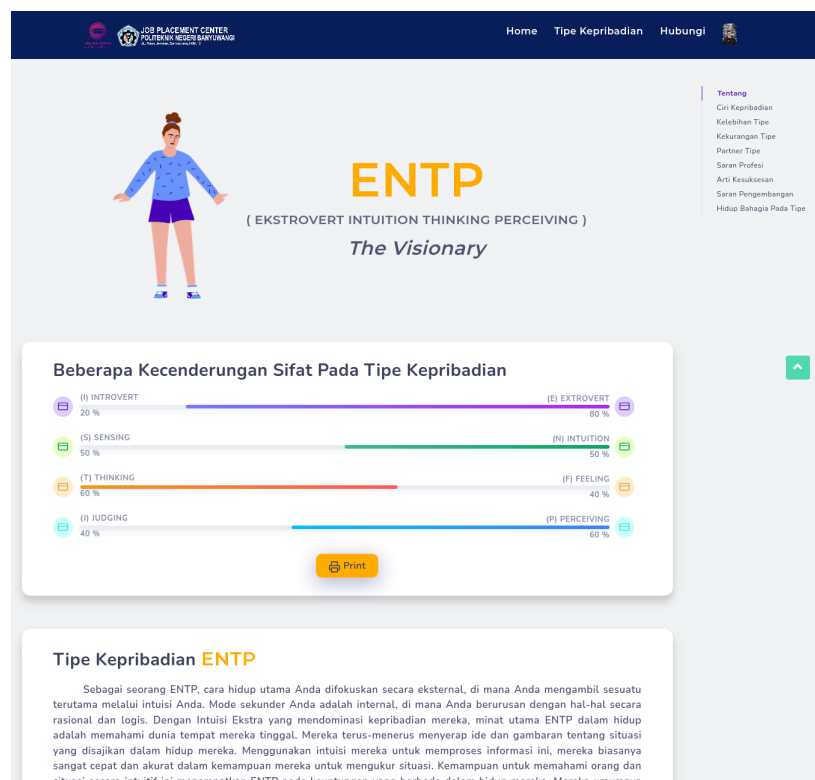 JOB PLACEMENT CENTER
POLITEKNIK NEGERI BANYUWANGI
Home Tipe Kepribadian Hubungi
Tentang
Ciri Kepribadian
Kelebihan Tipe
Kekurangan Tipe
Partner Tipe
Saran Profesi
Arti Kesuksesan
Saran Pengembangan
Hidup Bahagia Pada Tipe
ENTP
( EKSTROVERT INTUITION THINKING PERCEIVING )
The Visionary
Beberapa Kecenderungan Sifat Pada Tipe Kepribadian
(I) INTROVERT (E) EXTROVERT
20 % 80 %
(S) SENSING (N) INTUITION
50 % 50 %
(T) THINKING (F) FEELING
60 % 40 %
(J) JUDGING (P) PERCEIVING
40 % 60 %
Print
Tipe Kepribadian ENTP
Sebagai seorang ENTP, cara hidup utama Anda difokuskan secara eksternal, di mana Anda mengambil sesuatu
terutama melalui intuisi Anda. Mode sekunder Anda adalah internal, di mana Anda berurusan dengan hal-hal secara
rasional dan logis. Dengan Intuisi Ekstra yang mendominasi kepribadian mereka, minat utama ENTP dalam hidup
adalah memahami dunia tempat mereka tinggal. Mereka terus-menerus menyerap ide dan gambaran tentang situasi
yang disajikan dalam hidup mereka. Menggunakan intuisi mereka untuk memproses informasi ini, mereka biasanya
sangat cepat dan akurat dalam kemampuan mereka untuk mengukur situasi. Kemampuan untuk memahami orang dan